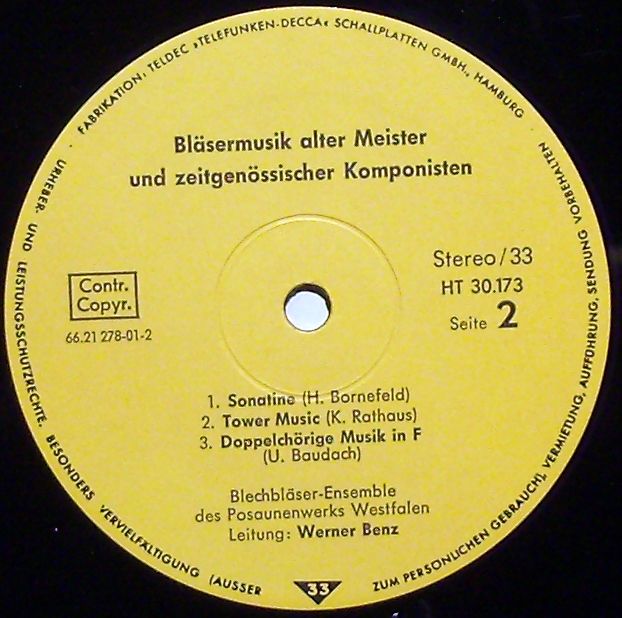 · FABRIKATION, TELDEC »TELEFUNKEN-DECCA« SCHALLPLATTEN GMBH., HAMBURG ·
Bläsermusik alter Meister
und zeitgenössischer Komponisten
Contr.
Copyr.
66.21 278-01-2
Stereo/33
HT 30.173
Seite 2
1. Sonatine (H. Bornefeld)
2. Tower Music (K. Rathaus)
3. Doppelchörige Musik in F
(U. Baudach)
Blechbläser-Ensemble
des Posaunenwerks Westfalen
Leitung: Werner Benz
URHEBER- UND LEISTUNGSSCHUTZRECHTE, BESONDERS VERVIELFÄLTIGUNG (AUSSER
33
ZUM PERSÖNLICHEN GEBRAUCH), VERMIETUNG, AUFFÜHRUNG, SENDUNG VORBEHALTEN